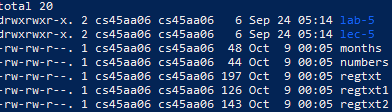 total 20
drwxrwxr-x. 2 cs45aa06 cs45aa06   6 Sep 24 05:14 lab-5
drwxrwxr-x. 2 cs45aa06 cs45aa06   6 Sep 24 05:14 lec-5
-rw-rw-r--. 1 cs45aa06 cs45aa06  48 Oct  9 00:05 months
-rw-rw-r--. 1 cs45aa06 cs45aa06  44 Oct  9 00:05 numbers
-rw-rw-r--. 1 cs45aa06 cs45aa06 197 Oct  9 00:05 regtxt
-rw-rw-r--. 1 cs45aa06 cs45aa06 126 Oct  9 00:05 regtxt1
-rw-rw-r--. 1 cs45aa06 cs45aa06 143 Oct  9 00:05 regtxt3